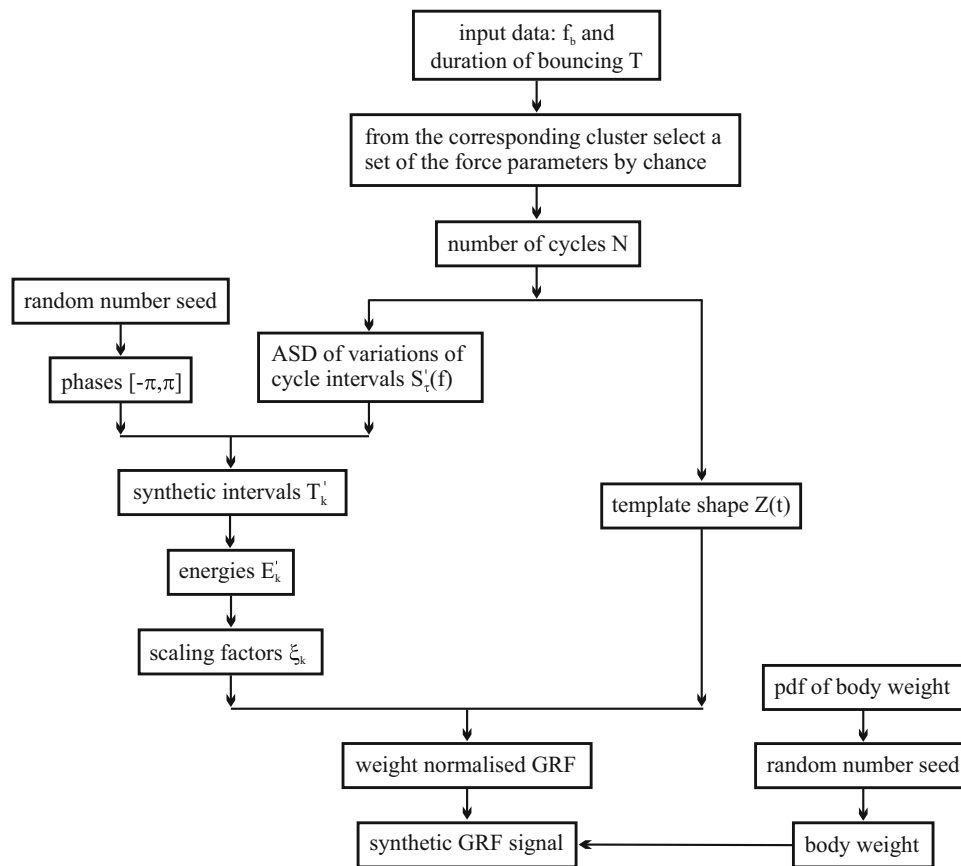 input data: f_b and
duration of bouncing T
from the corresponding cluster select a
set of the force parameters by chance
number of cycles N
random number seed
ASD of variations of
cycle intervals S'_τ(f)
phases [-π,π]
synthetic intervals T'_k
template shape Z(t)
energies E'_k
scaling factors ξ_k
pdf of body weight
weight normalised GRF
random number seed
synthetic GRF signal
body weight